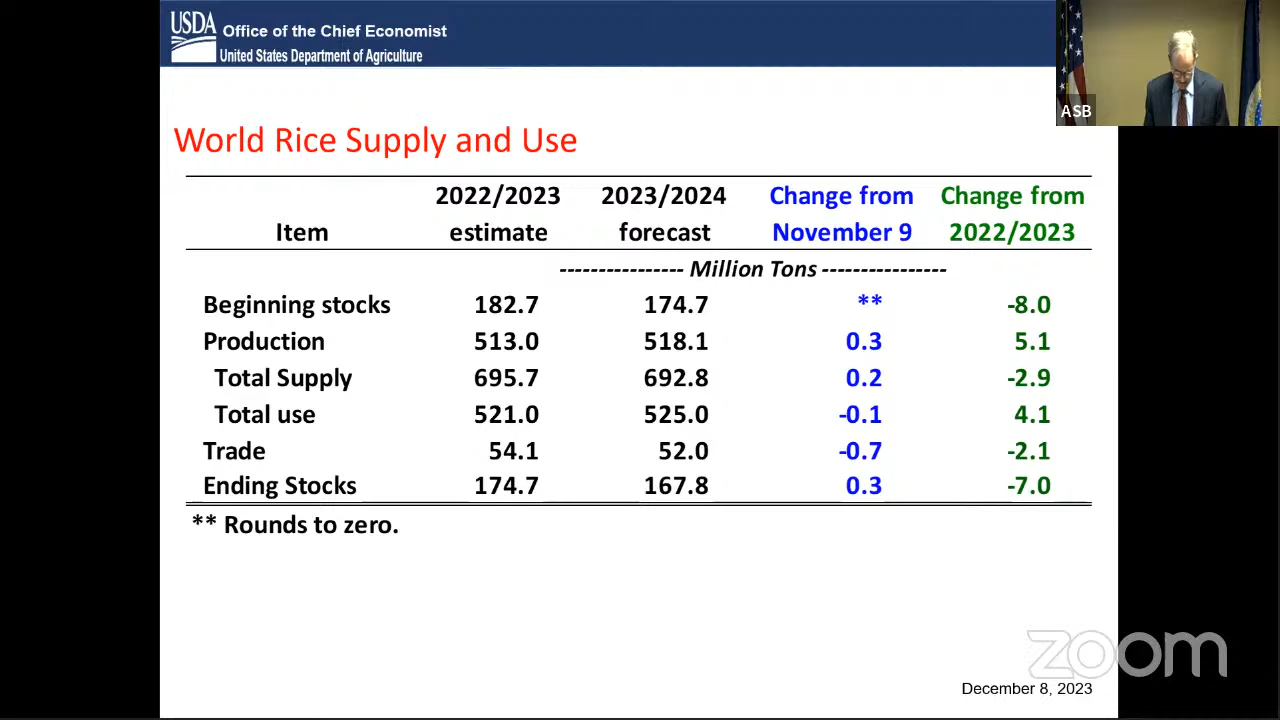 USDA Office of the Chief Economist
United States Department of Agriculture
ASB
World Rice Supply and Use
Item 2022/2023 estimate 2023/2024 forecast Change from November 9 Change from 2022/2023
---------------- Million Tons ----------------
Beginning stocks 182.7 174.7 ** -8.0
Production 513.0 518.1 0.3 5.1
Total Supply 695.7 692.8 0.2 -2.9
Total use 521.0 525.0 -0.1 4.1
Trade 54.1 52.0 -0.7 -2.1
Ending Stocks 174.7 167.8 0.3 -7.0
** Rounds to zero.
zoom
December 8, 2023